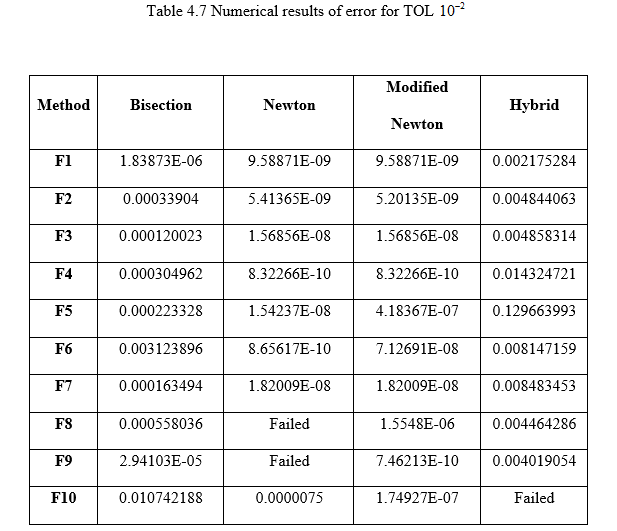 Table 4.7 Numerical results of error for TOL 10⁻²
Method Bisection Newton Modified Newton Hybrid
F1 1.83873E-06 9.58871E-09 9.58871E-09 0.002175284
F2 0.00033904 5.41365E-09 5.20135E-09 0.004844063
F3 0.000120023 1.56856E-08 1.56856E-08 0.004858314
F4 0.000304962 8.32266E-10 8.32266E-10 0.014324721
F5 0.000223328 1.54237E-08 4.18367E-07 0.129663993
F6 0.003123896 8.65617E-10 7.12691E-08 0.008147159
F7 0.000163494 1.82009E-08 1.82009E-08 0.008483453
F8 0.000558036 Failed 1.5548E-06 0.004464286
F9 2.94103E-05 Failed 7.46213E-10 0.004019054
F10 0.010742188 0.0000075 1.74927E-07 Failed